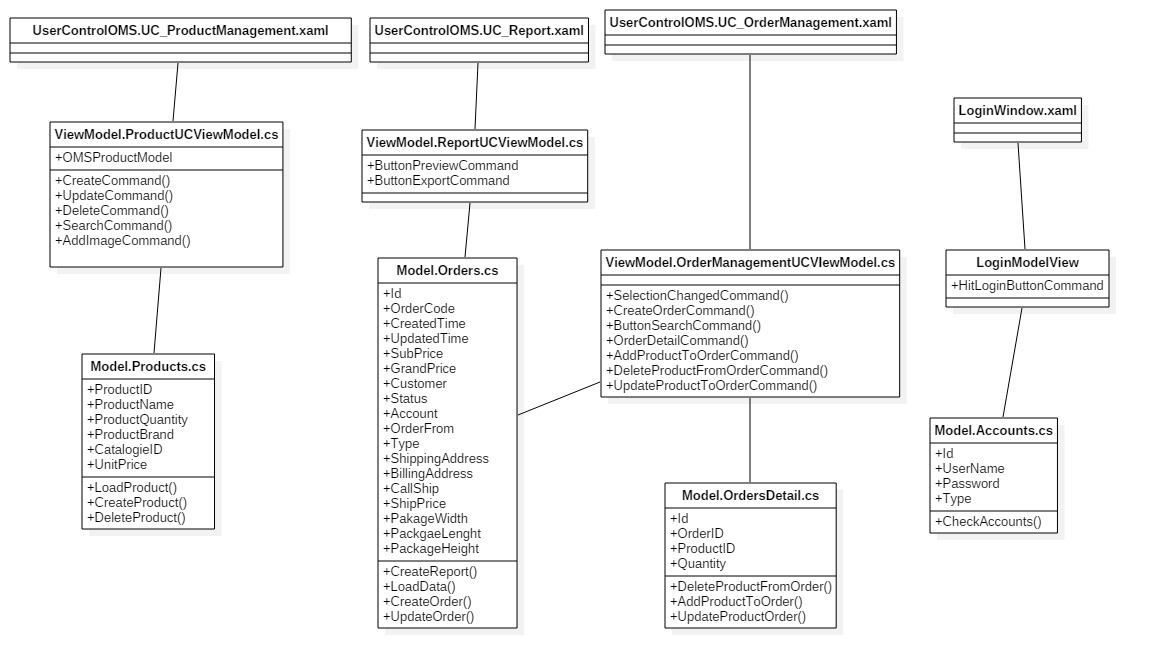 UserControlOMS.UC_ProductManagement.xaml
UserControlOMS.UC_Report.xaml
UserControlOMS.UC_OrderManagement.xaml
LoginWindow.xaml
ViewModel.ProductUCViewModel.cs
+OMSProductModel
+CreateCommand()
+UpdateCommand()
+DeleteCommand()
+SearchCommand()
+AddImageCommand()
ViewModel.ReportUCViewModel.cs
+ButtonPreviewCommand
+ButtonExportCommand
ViewModel.OrderManagementUCVIewModel.cs
+SelectionChangedCommand()
+CreateOrderCommand()
+ButtonSearchCommand()
+OrderDetailCommand()
+AddProductToOrderCommand()
+DeleteProductFromOrderCommand()
+UpdateProductToOrderCommand()
LoginModelView
+HitLoginButtonCommand
Model.Products.cs
+ProductID
+ProductName
+ProductQuantity
+ProductBrand
+CatalogieID
+UnitPrice
+LoadProduct()
+CreateProduct()
+DeleteProduct()
Model.Orders.cs
+Id
+OrderCode
+CreatedTime
+UpdatedTime
+SubPrice
+GrandPrice
+Customer
+Status
+Account
+OrderFrom
+Type
+ShippingAddress
+BillingAddress
+CallShip
+ShipPrice
+PakageWidth
+PackgaeLenght
+PackageHeight
+CreateReport()
+LoadData()
+CreateOrder()
+UpdateOrder()
Model.OrdersDetail.cs
+Id
+OrderID
+ProductID
+Quantity
+DeleteProductFromOrder()
+AddProductToOrder()
+UpdateProductOrder()
Model.Accounts.cs
+Id
+UserName
+Password
+Type
+CheckAccounts()